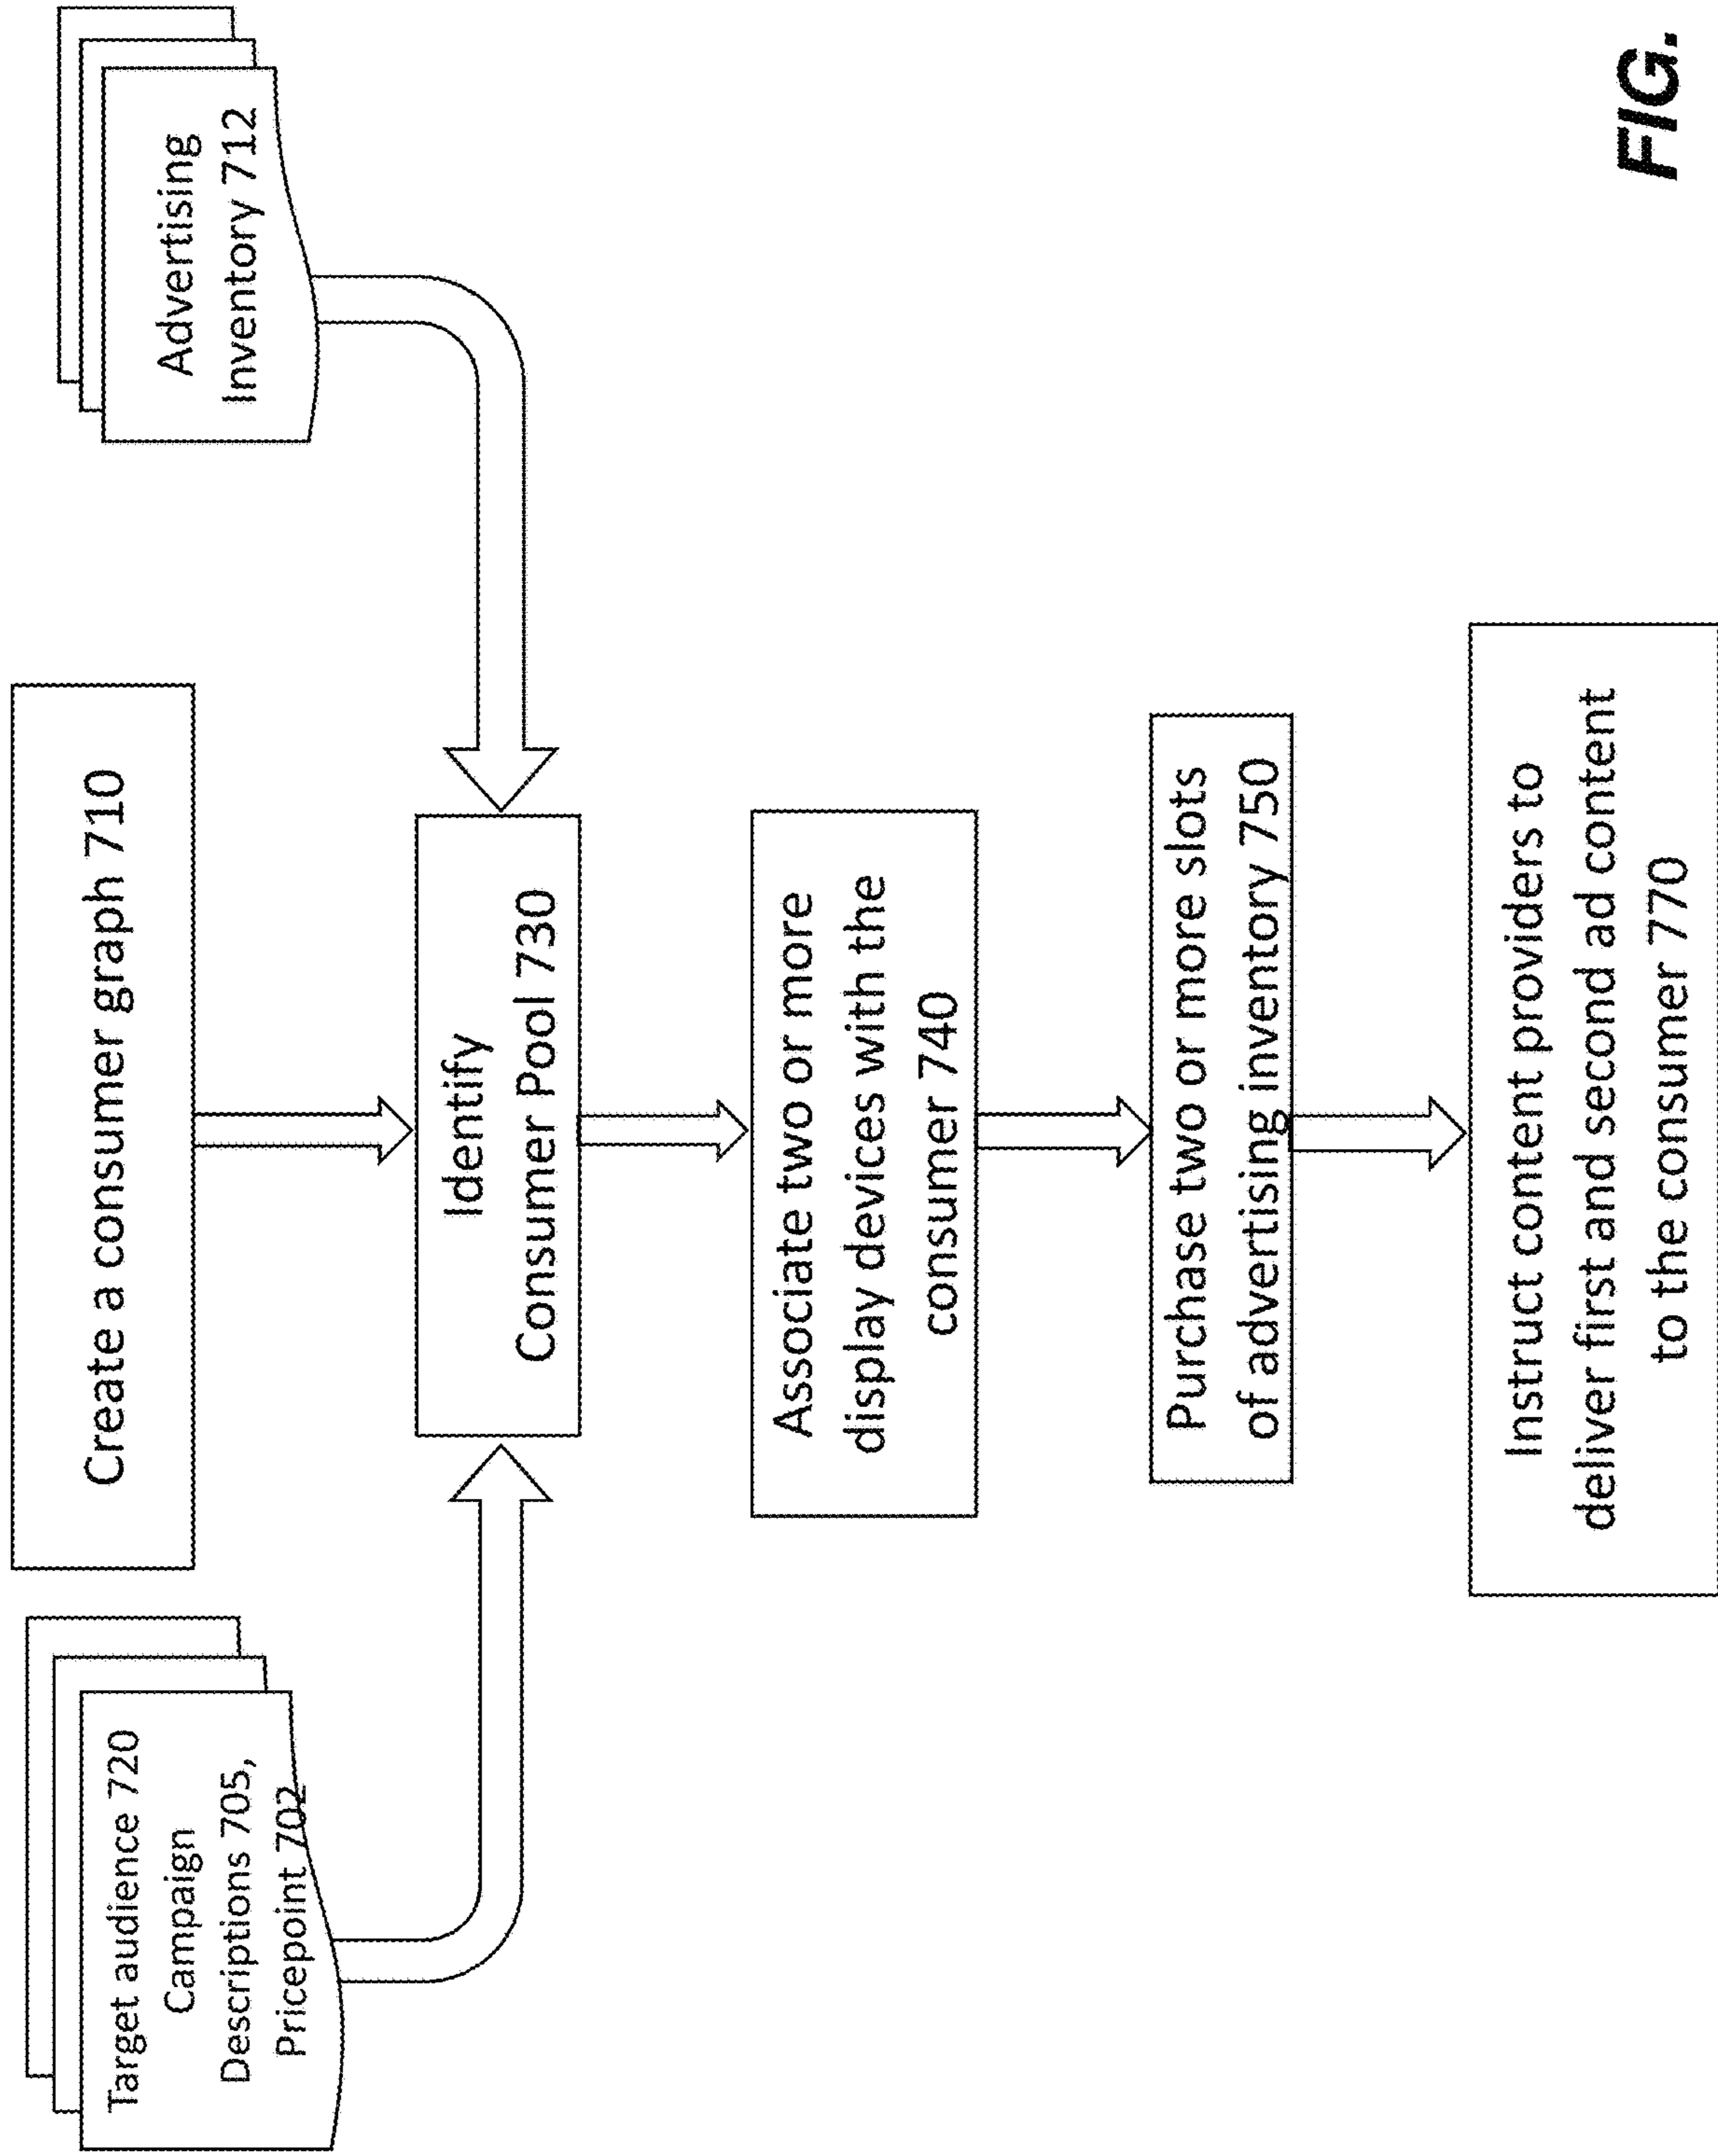 Target audience 720
Campaign
Descriptions 705,
Pricepoint 702
Create a consumer graph 710
Advertising
Inventory 712
Identify
Consumer Pool 730
Associate two or more
display devices with the
consumer 740
Purchase two or more slots
of advertising inventory 750
Instruct content providers to
deliver first and second ad content
to the consumer 770
FIG.